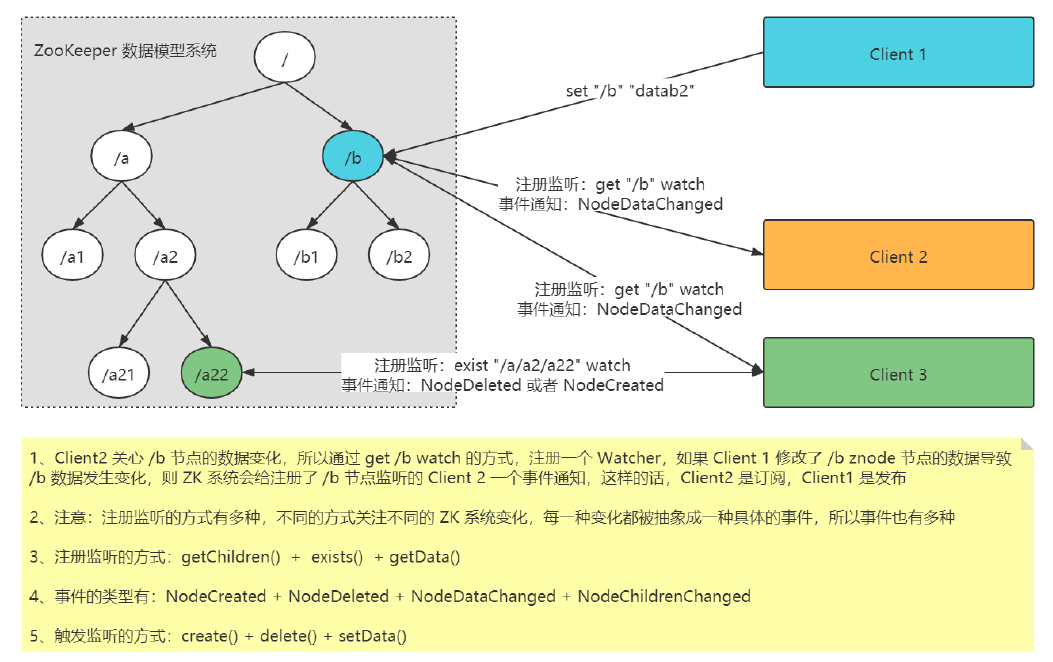 ZooKeeper 数据模型系统
/
Client 1
set "/b" "datab2"
/a
/b
注册监听：get "/b" watch
事件通知：NodeDataChanged
/a1
/a2
/b1
/b2
Client 2
注册监听：get "/b" watch
事件通知：NodeDataChanged
/a21
/a22
注册监听：exist "/a/a2/a22" watch
事件通知：NodeDeleted 或者 NodeCreated
Client 3
1、Client2 关心 /b 节点的数据变化，所以通过 get /b watch 的方式，注册一个 Watcher，如果 Client 1 修改了 /b znode 节点的数据导致
/b 数据发生变化，则 ZK 系统会给注册了 /b 节点监听的 Client 2 一个事件通知，这样的话，Client2 是订阅，Client1 是发布
2、注意：注册监听的方式有多种，不同的方式关注不同的 ZK 系统变化，每一种变化都被抽象成一种具体的事件，所以事件也有多种
3、注册监听的方式：getChildren() + exists() + getData()
4、事件的类型有：NodeCreated + NodeDeleted + NodeDataChanged + NodeChildrenChanged
5、触发监听的方式：create() + delete() + setData()